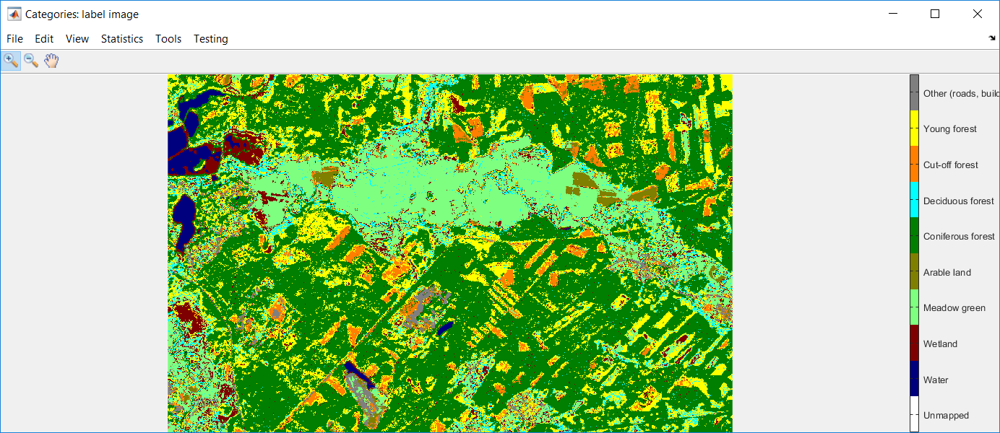 Categories: label image
File Edit View Statistics Tools Testing
Other (roads, build
Young forest
Cut-off forest
Deciduous forest
Coniferous forest
Arable land
Meadow green
Wetland
Water
Unmapped